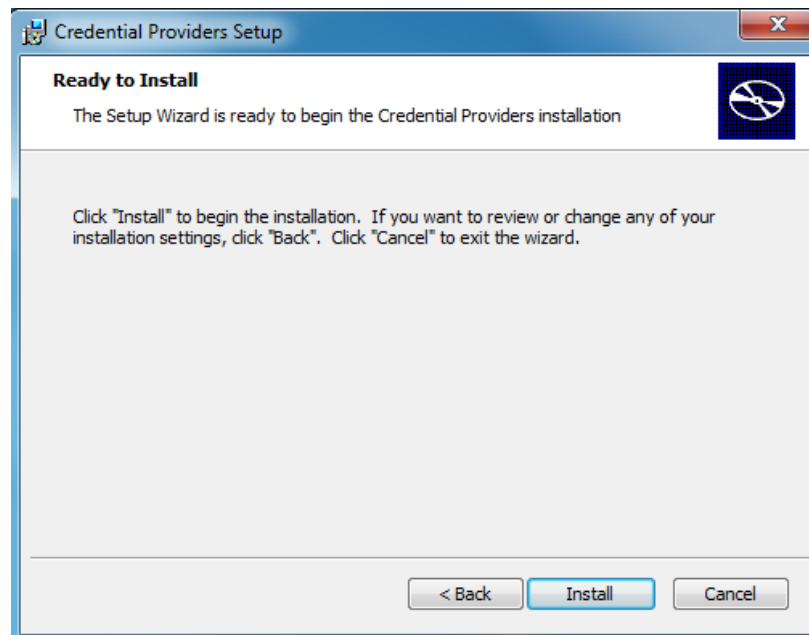 Credential Providers Setup
Ready to Install
The Setup Wizard is ready to begin the Credential Providers installation
Click "Install" to begin the installation.  If you want to review or change any of your
installation settings, click "Back".  Click "Cancel" to exit the wizard.
< Back Install Cancel